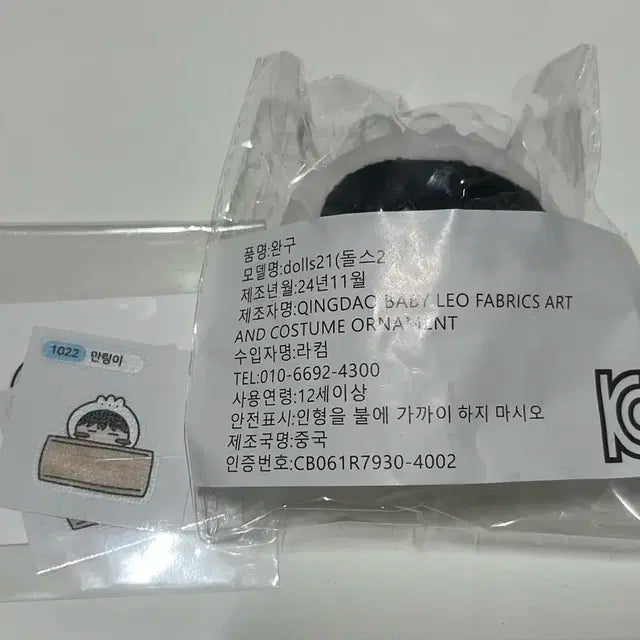 품명:완구
모델명:dolls21(돌스2
제조년월:24년11월
제조자명:QINGDAO BABY LEO FABRICS ART
AND COSTUME ORNAMENT
수입자명:라컴
TEL:010-6692-4300
사용연령:12세이상
안전표시:인형을 불에 가까이 하지 마시오
제조국명:중국
인증번호:CB061R7930-4002
1022 만링이